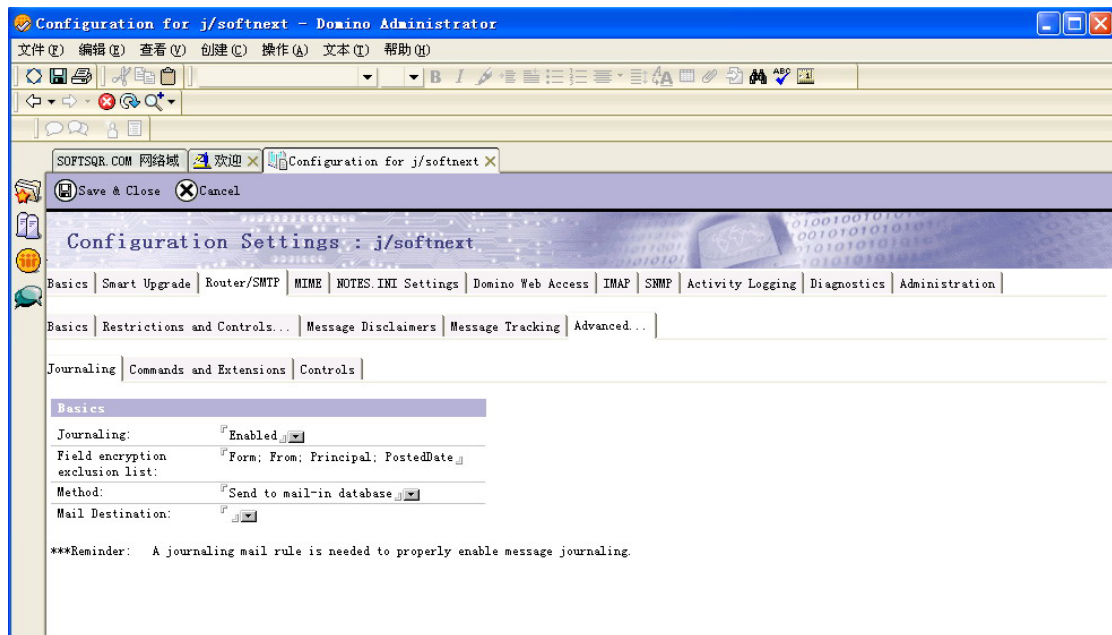 Configuration for j/softnext - Domino Administrator
文件(F) 编辑(E) 查看(V) 创建(C) 操作(A) 文本(T) 帮助(H)
SOFTSQR.COM 网络域 欢迎 Configuration for j/softnext
Save & Close Cancel
Configuration Settings : j/softnext
Basics Smart Upgrade Router/SMTP MIME NOTES.INI Settings Domino Web Access IMAP SNMP Activity Logging Diagnostics Administration
Basics Restrictions and Controls... Message Disclaimers Message Tracking Advanced...
Journaling Commands and Extensions Controls
Basics
Journaling: Enabled
Field encryption exclusion list: Form; From; Principal; PostedDate
Method: Send to mail-in database
Mail Destination:
***Reminder: A journaling mail rule is needed to properly enable message journaling.